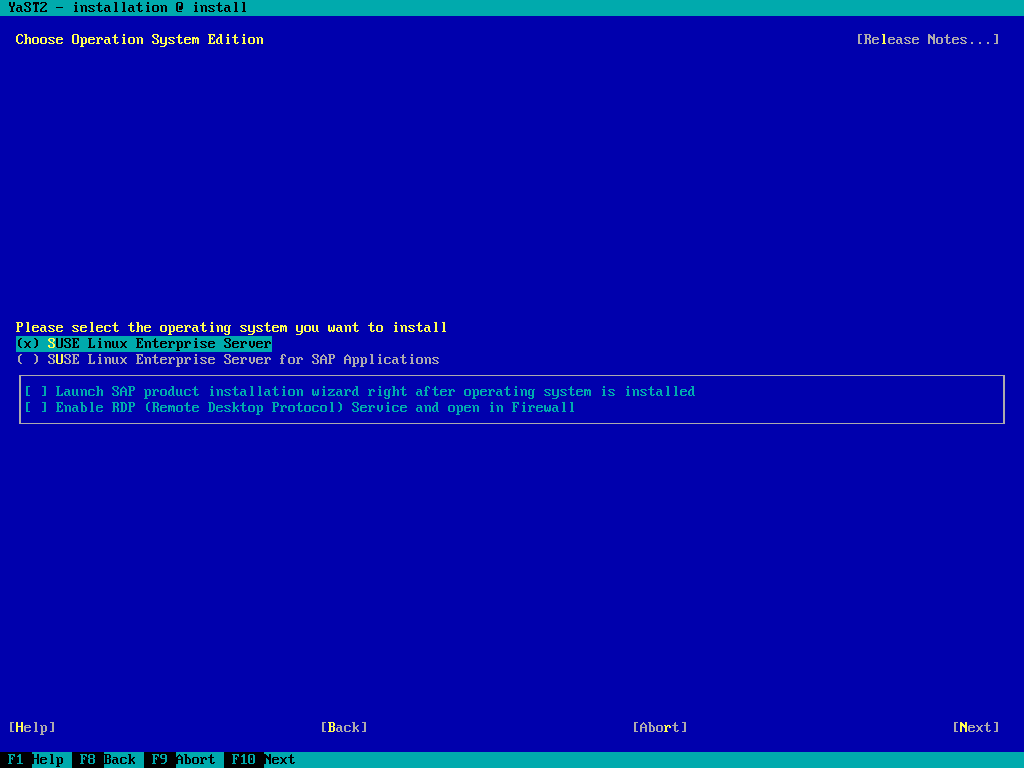 YaST2 - installation @ install
Choose Operation System Edition [Release Notes...]
Please select the operating system you want to install
(x) SUSE Linux Enterprise Server
( ) SUSE Linux Enterprise Server for SAP Applications
[ ] Launch SAP product installation wizard right after operating system is installed
[ ] Enable RDP (Remote Desktop Protocol) Service and open in Firewall
[Help] [Back] [Abort] [Next]
F1 Help F8 Back F9 Abort F10 Next